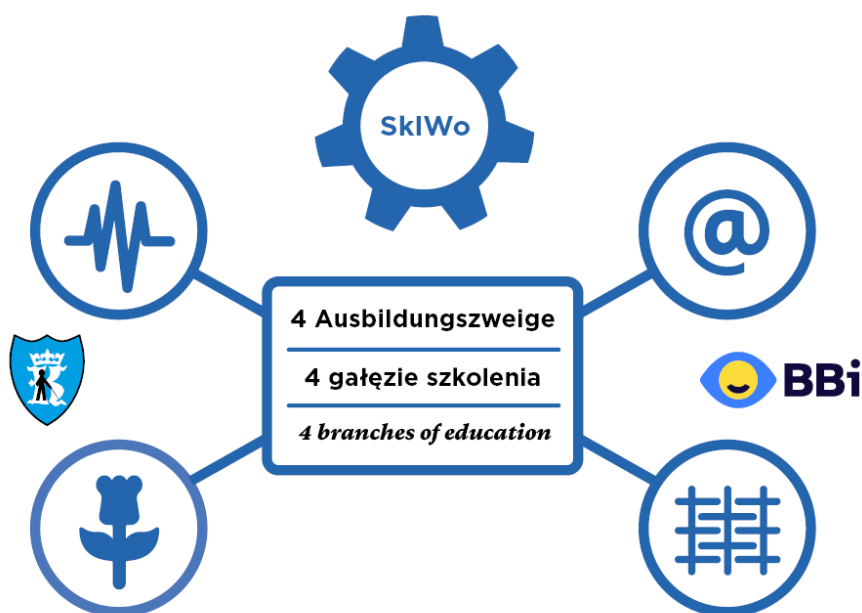 SkIWo
@
4 Ausbildungszweige
4 gałęzie szkolenia
4 branches of education
BBi